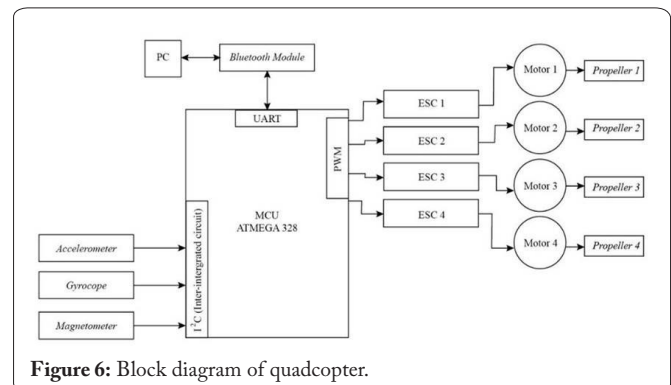 PC
Bluetooth Module
UART
PWM
MCU
ATMEGA 328
I²C (Inter-intergrated circuit)
Accelerometer
Gyrocope
Magnetometer
ESC 1
ESC 2
ESC 3
ESC 4
Motor 1
Motor 2
Motor 3
Motor 4
Propeller 1
Propeller 2
Propeller 3
Propeller 4
Figure 6: Block diagram of quadcopter.